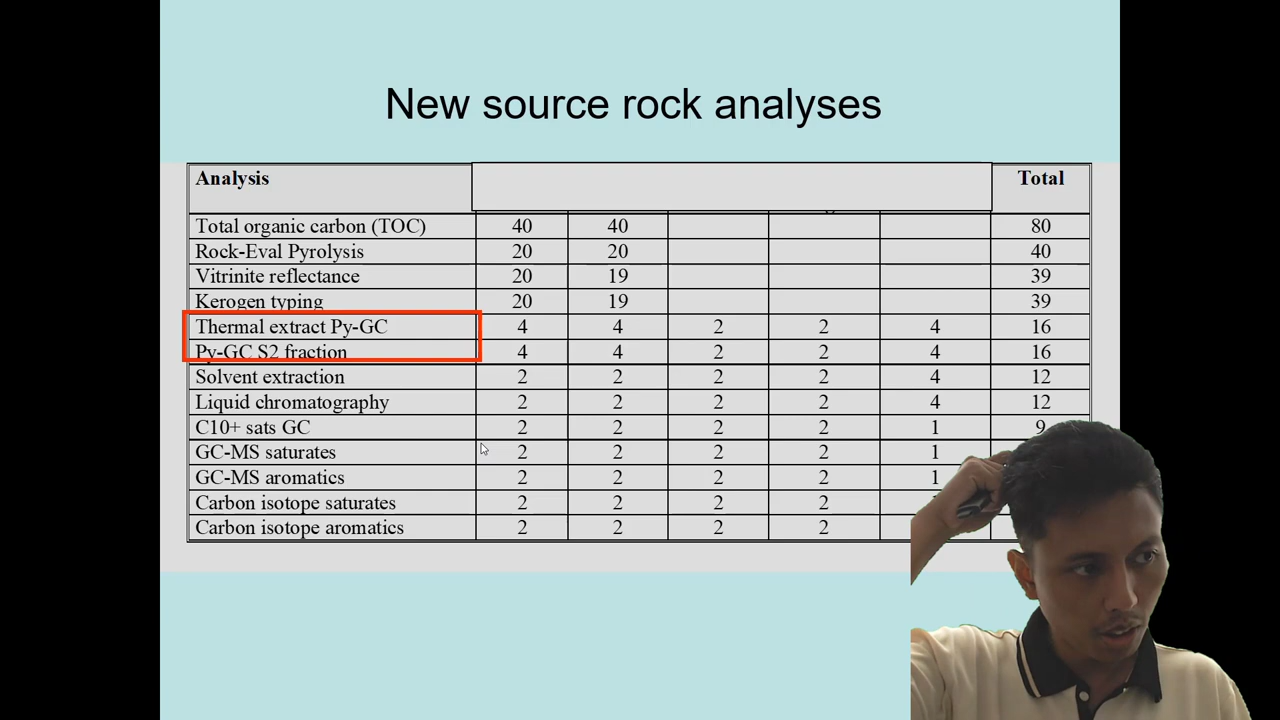 New source rock analyses
Analysis Total
Total organic carbon (TOC) 40 40 80
Rock-Eval Pyrolysis 20 20 40
Vitrinite reflectance 20 19 39
Kerogen typing 20 19 39
Thermal extract Py-GC 4 4 2 2 4 16
Py-GC S2 fraction 4 4 2 2 4 16
Solvent extraction 2 2 2 2 4 12
Liquid chromatography 2 2 2 2 4 12
C10+ sats GC 2 2 2 2 1 9
GC-MS saturates 2 2 2 2 1
GC-MS aromatics 2 2 2 2 1
Carbon isotope saturates 2 2 2 2
Carbon isotope aromatics 2 2 2 2